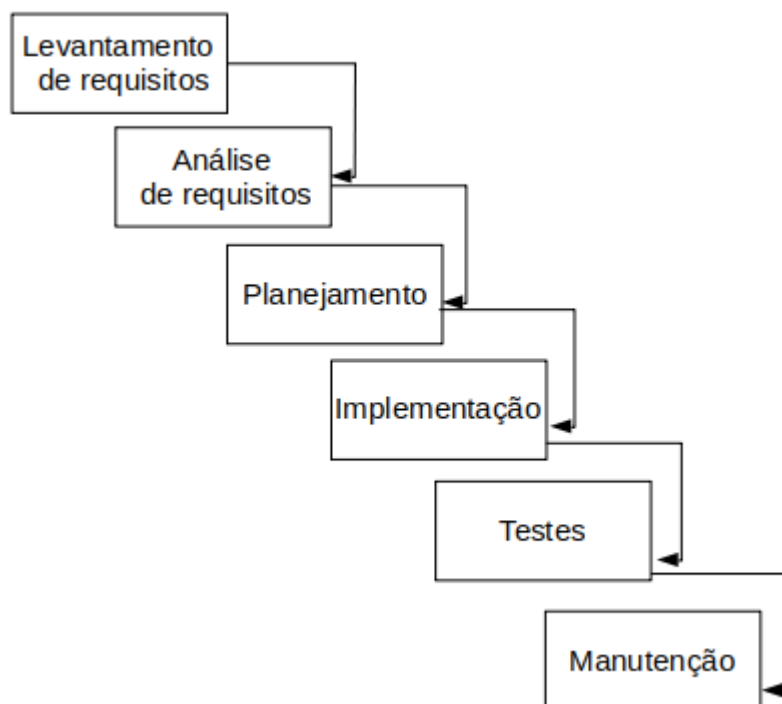 Levantamento
de requisitos
Análise
de requisitos
Planejamento
Implementação
Testes
Manutenção